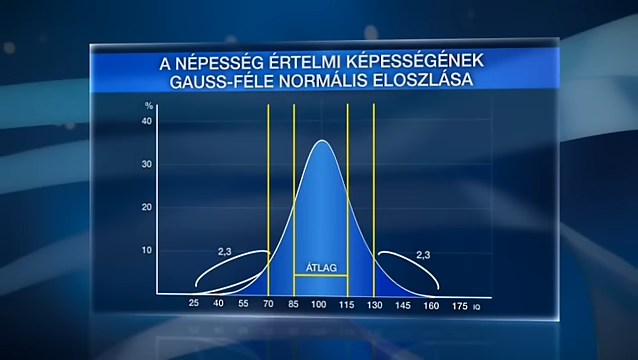 A NÉPESSÉG ÉRTELMI KÉPESSÉGÉNEK
GAUSS-FÉLE NORMÁLIS ELOSZLÁSA
%
40
30
20
10
2,3
ÁTLAG
2,3
25 40 55 70 85 100 115 130 145 160 175 IQ